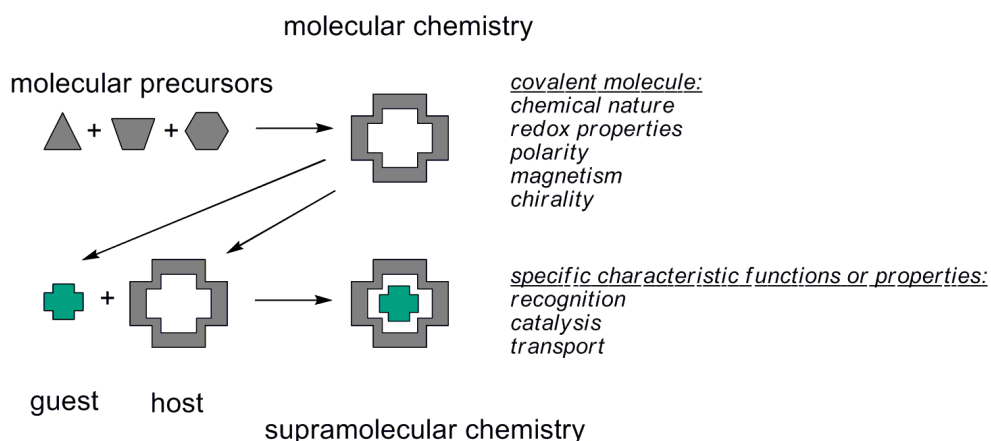 molecular chemistry
molecular precursors
+ +
covalent molecule:
chemical nature
redox properties
polarity
magnetism
chirality
+
specific characteristic functions or properties:
recognition
catalysis
transport
guest host
supramolecular chemistry